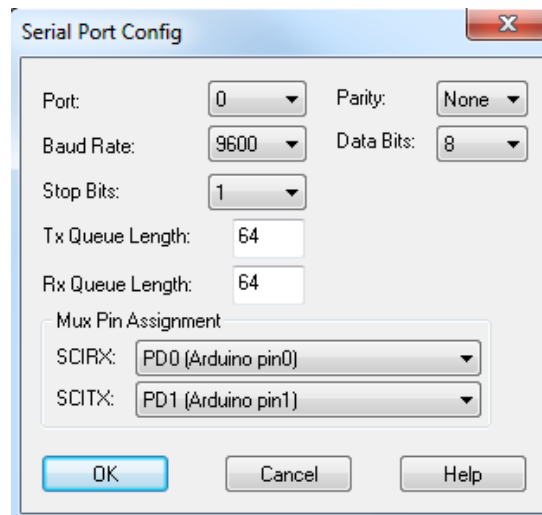 Serial Port Config
Port: 0 Parity: None
Baud Rate: 9600 Data Bits: 8
Stop Bits: 1
Tx Queue Length: 64
Rx Queue Length: 64
Mux Pin Assignment
SCIRX: PD0 (Arduino pin0)
SCITX: PD1 (Arduino pin1)
OK Cancel Help